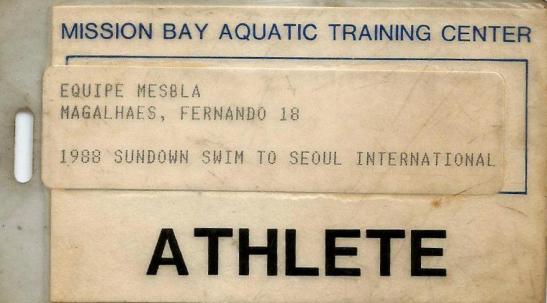 MISSION BAY AQUATIC TRAINING CENTER
EQUIPE MESBLA
MAGALHAES, FERNANDO 18
1988 SUNDOWN SWIM TO SEOUL INTERNATIONAL
ATHLETE